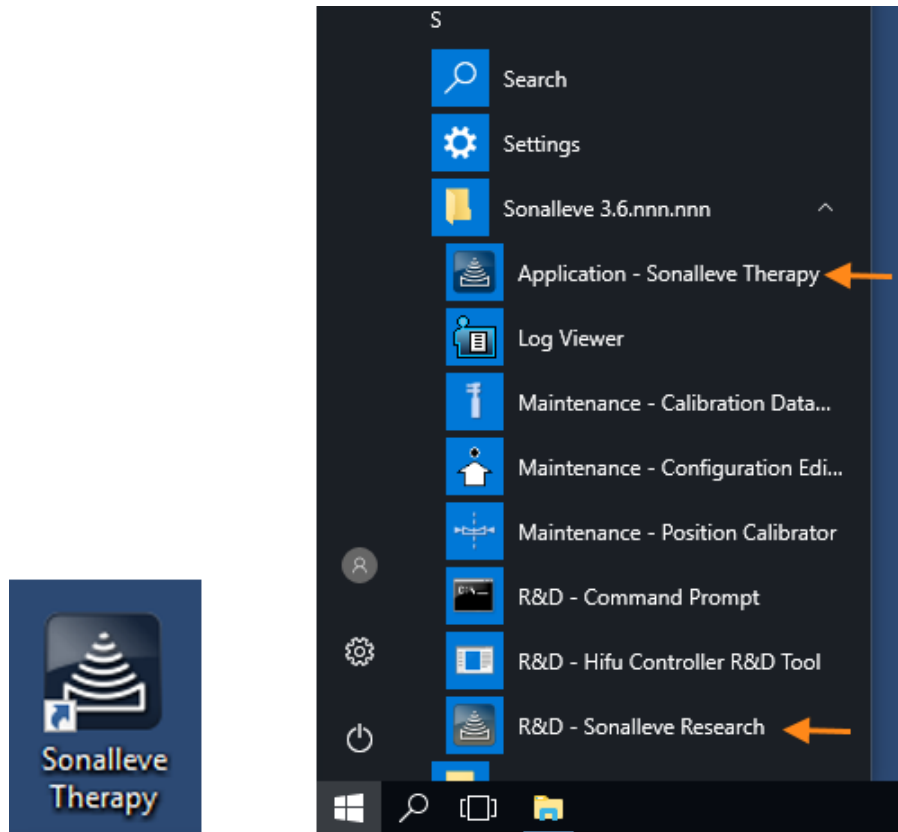 Sonalleve
Therapy
S
Search
Settings
Sonalleve 3.6.nnn.nnn
Application - Sonalleve Therapy
Log Viewer
Maintenance - Calibration Data...
Maintenance - Configuration Edi...
Maintenance - Position Calibrator
R&D - Command Prompt
R&D - Hifu Controller R&D Tool
R&D - Sonalleve Research